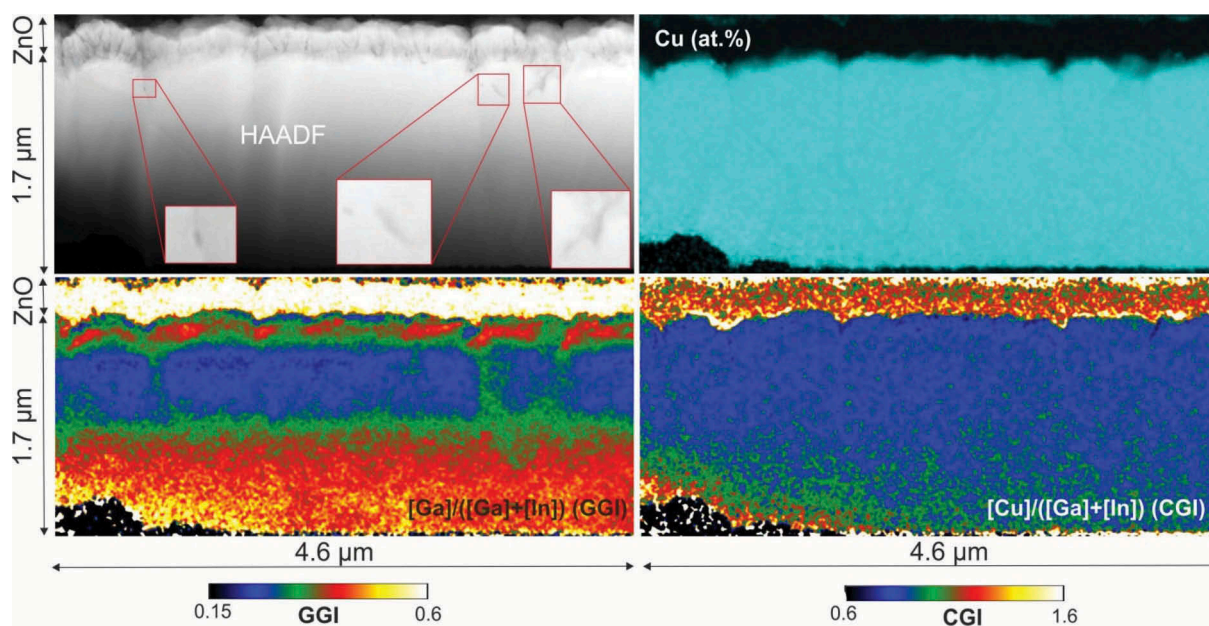 ZnO
1.7 µm
HAADF
Cu (at.%)
ZnO
1.7 µm
[Ga]/([Ga]+[In]) (GGI)
[Cu]/([Ga]+[In]) (CGI)
4.6 µm
4.6 µm
0.15
GGI
0.6
0.6
CGI
1.6